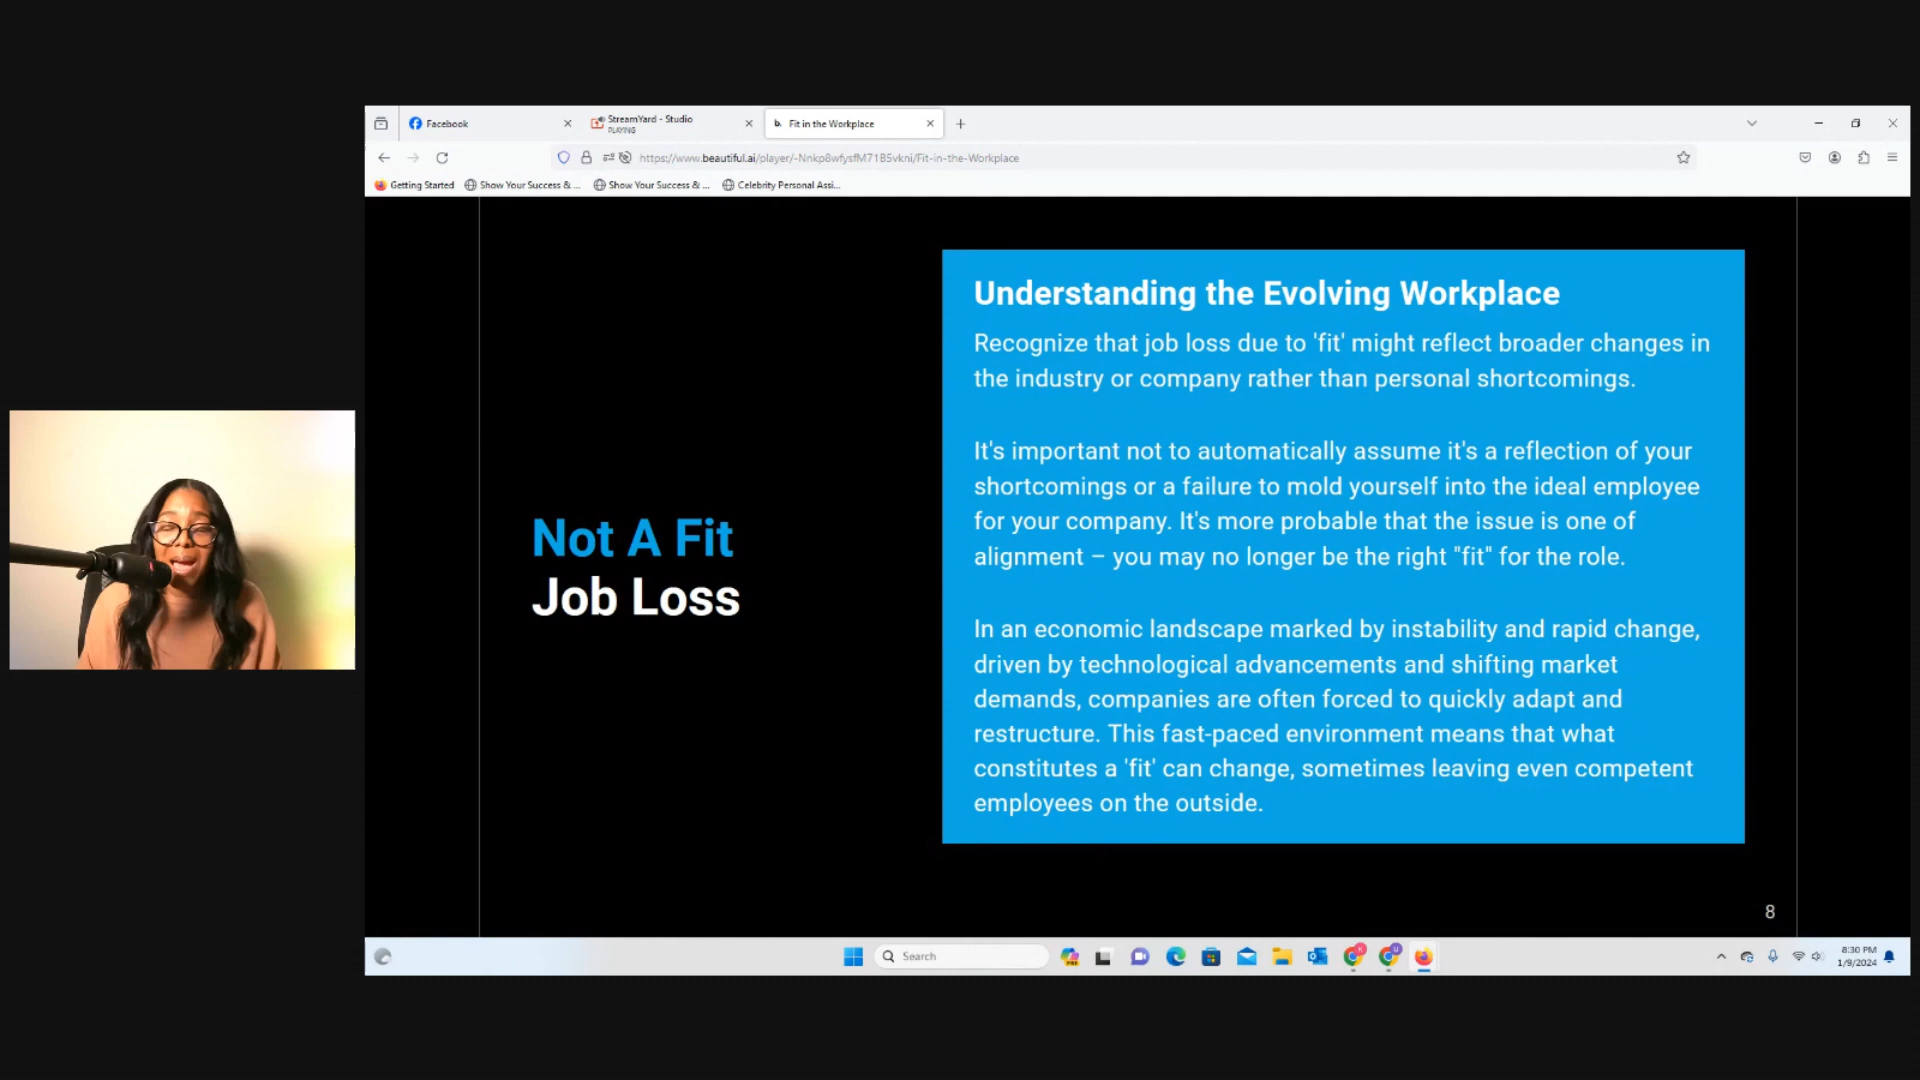 Facebook
StreamYard - Studio
PLAYING
b. Fit in the Workplace
https://www.beautiful.ai/player/-Nnkp8wfysfM71B5vkni/Fit-in-the-Workplace
Getting Started
Show Your Success & ...
Show Your Success & ...
Celebrity Personal Assi...
Not A Fit
Job Loss
Understanding the Evolving Workplace
Recognize that job loss due to 'fit' might reflect broader changes in
the industry or company rather than personal shortcomings.
It's important not to automatically assume it's a reflection of your
shortcomings or a failure to mold yourself into the ideal employee
for your company. It's more probable that the issue is one of
alignment – you may no longer be the right "fit" for the role.
In an economic landscape marked by instability and rapid change,
driven by technological advancements and shifting market
demands, companies are often forced to quickly adapt and
restructure. This fast-paced environment means that what
constitutes a 'fit' can change, sometimes leaving even competent
employees on the outside.
8
Search
8:30 PM
1/9/2024